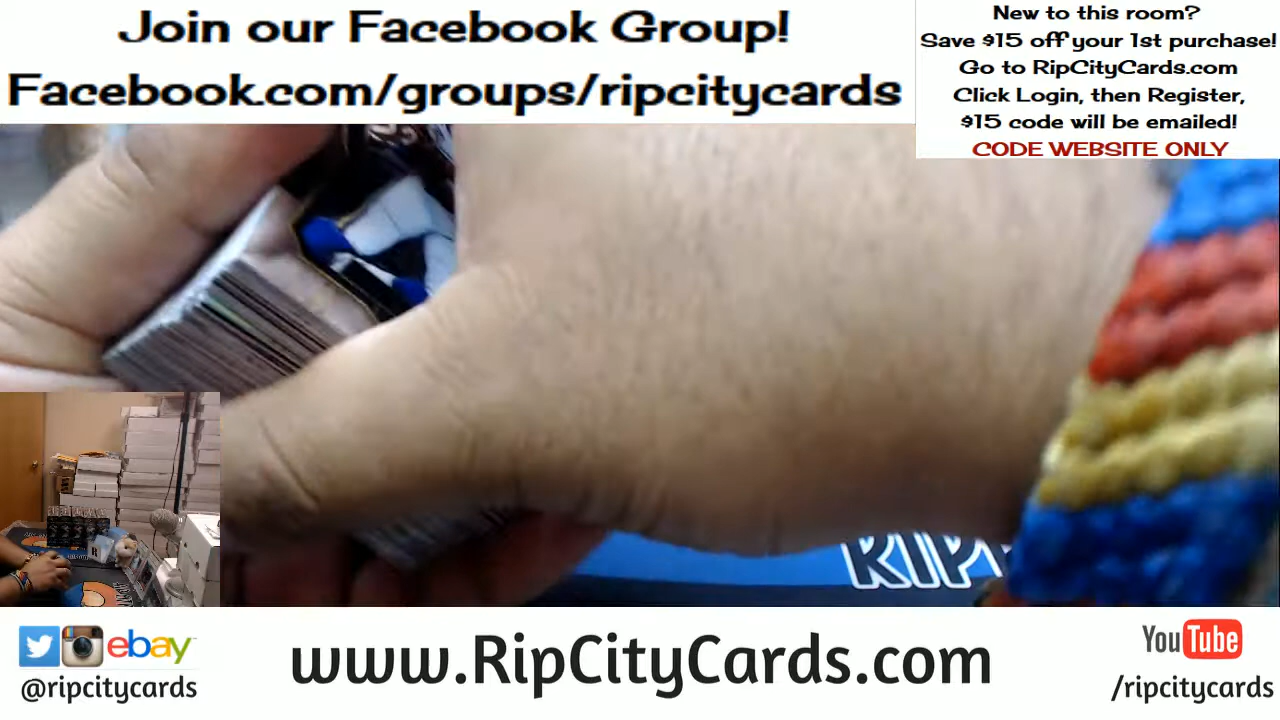 Join our Facebook Group!
Facebook.com/groups/ripcitycards
New to this room?
Save $15 off your 1st purchase!
Go to RipCityCards.com
Click Login, then Register,
$15 code will be emailed!
CODE WEBSITE ONLY
RIP
ebay
@ripcitycards
www.RipCityCards.com
YouTube
/ripcitycards